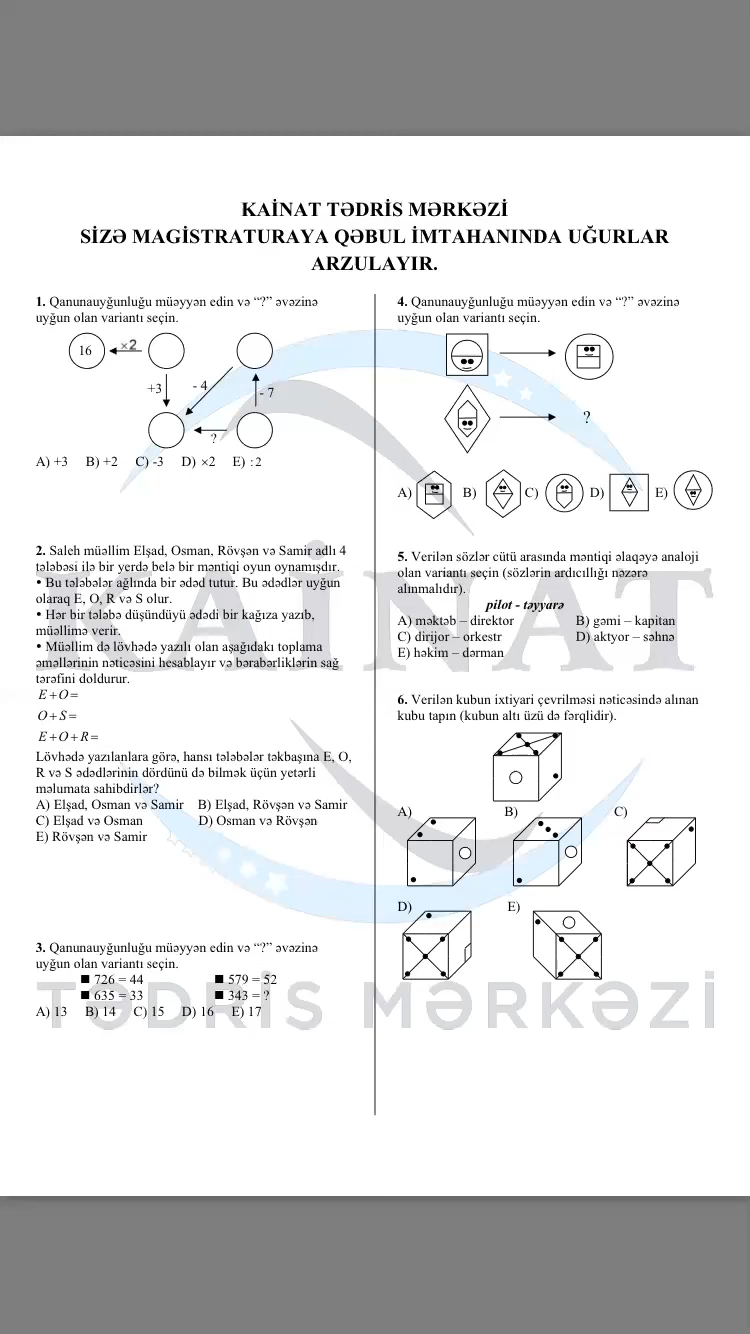 KAİNAT TƏDRİS MƏRKƏZİ
SİZƏ MAGİSTRATURAYA QƏBUL İMTAHANINDA UĞURLAR
ARZULAYIR.
1. Qanunauyğunluğu müəyyən edin və “?” əvəzinə
uyğun olan variantı seçin.
16
×2
+3
- 4
- 7
?
A) +3 B) +2 C) -3 D) ×2 E) :2
2. Saleh müəllim Elşad, Osman, Rövşən və Samir adlı 4
tələbəsi ilə bir yerdə belə bir məntiqi oyun oynamışdır.
• Bu tələbələr ağlında bir ədəd tutur. Bu ədədlər uyğun
olaraq E, O, R və S olur.
• Hər bir tələbə düşündüyü ədədi bir kağıza yazıb,
müəllimə verir.
• Müəllim də lövhədə yazılı olan aşağıdakı toplama
əməllərinin nəticəsini hesablayır və bərabərliklərin sağ
tərəfini doldurur.
E+O=
O+S=
E+O+R=
Lövhədə yazılanlara görə, hansı tələbələr təkbaşına E, O,
R və S ədədlərinin dördünü də bilmək üçün yetərli
məlumata sahibdirlər?
A) Elşad, Osman və Samir B) Elşad, Rövşən və Samir
C) Elşad və Osman D) Osman və Rövşən
E) Rövşən və Samir
3. Qanunauyğunluğu müəyyən edin və “?” əvəzinə
uyğun olan variantı seçin.
■ 726 = 44 ■ 579 = 52
■ 635 = 33 ■ 343 = ?
A) 13 B) 14 C) 15 D) 16 E) 17
4. Qanunauyğunluğu müəyyən edin və “?” əvəzinə
uyğun olan variantı seçin.
?
A) B) C) D) E)
5. Verilən sözlər cütü arasında məntiqi əlaqəyə analoji
olan variantı seçin (sözlərin ardıcıllığı nəzərə
alınmalıdır).
pilot - təyyarə
A) məktəb – direktor B) gəmi – kapitan
C) dirijor – orkestr D) aktyor – səhnə
E) həkim – dərman
6. Verilən kubun ixtiyari çevrilməsi nəticəsində alınan
kubu tapın (kubun altı üzü də fərqlidir).
A) B) C)
D) E)
KAİNAT
TƏDRİS MƏRKƏZİ